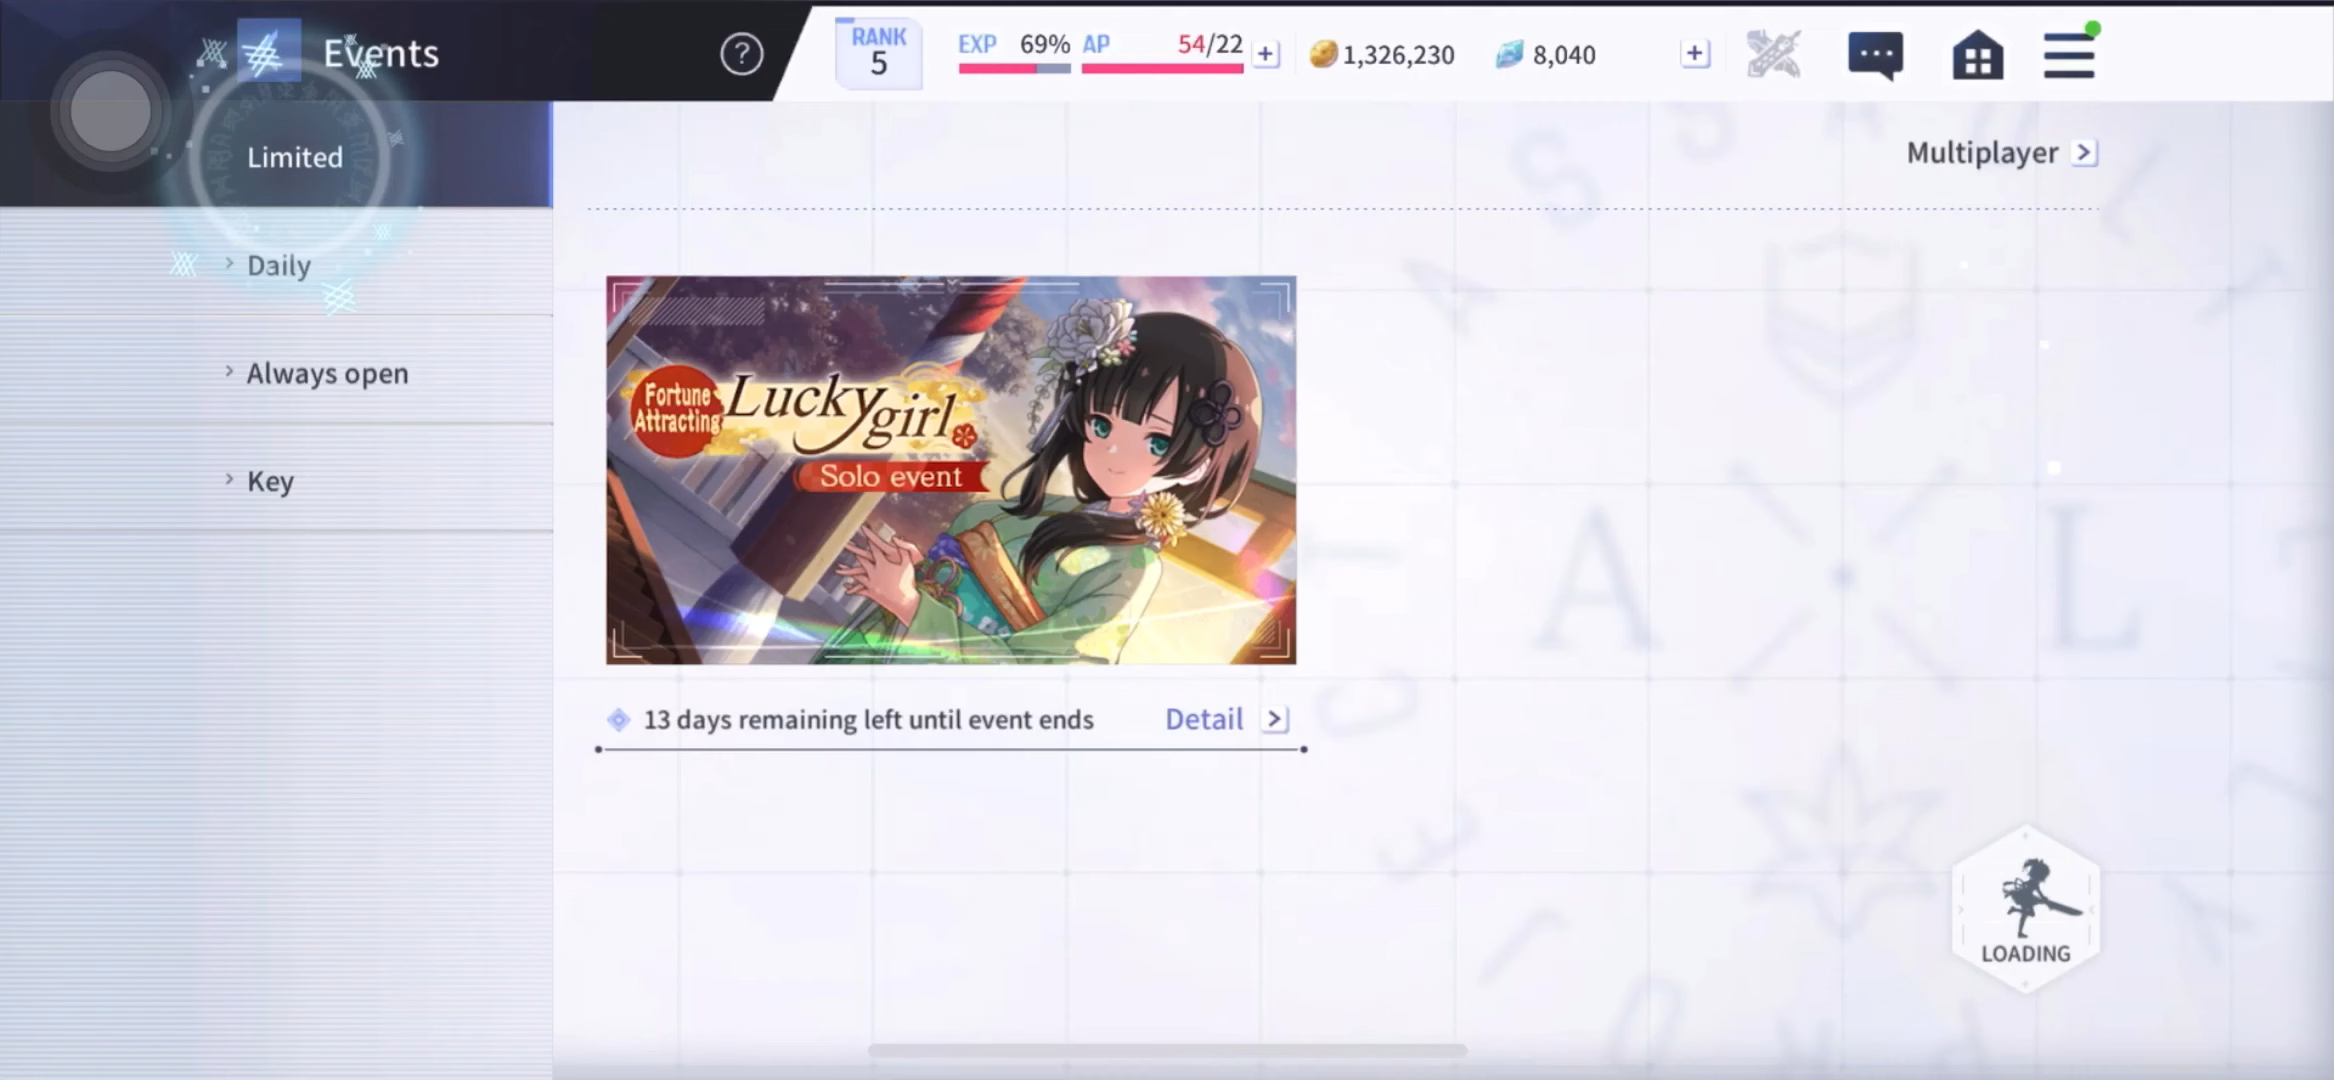 Events
?
RANK
5
EXP 69%
AP 54/22
1,326,230
8,040
Limited
Multiplayer
Daily
Always open
Key
Fortune
Attracting
Lucky girl
Solo event
13 days remaining left until event ends
Detail
LOADING